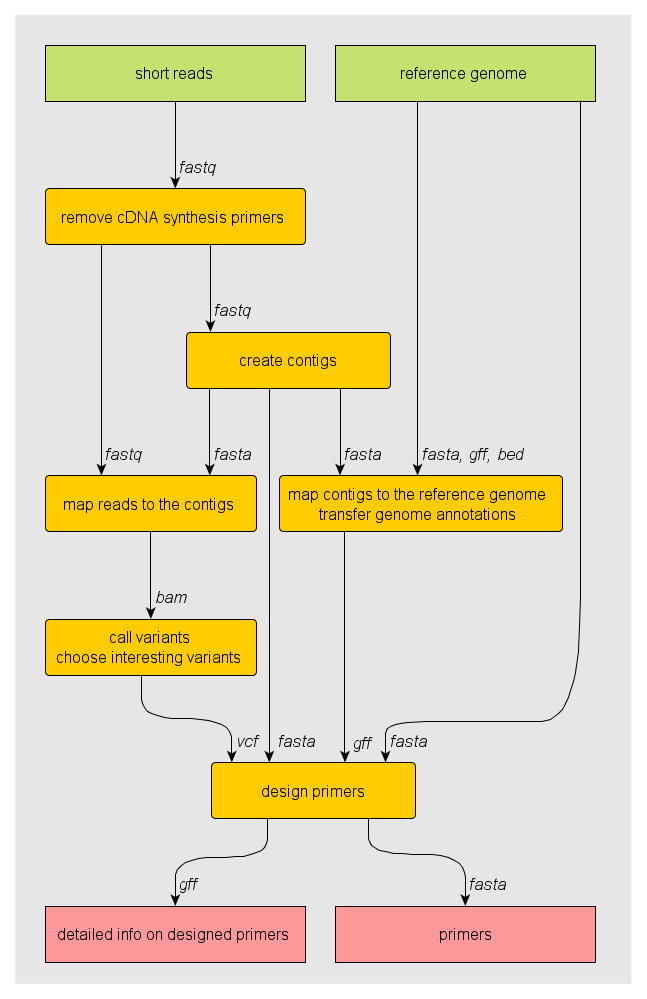 short reads
reference genome
fastq
remove cDNA synthesis primers
fastq
create contigs
fastq
fasta
fasta
fasta, gff, bed
map reads to the contigs
map contigs to the reference genome
transfer genome annotations
bam
call variants
choose interesting variants
vcf
fasta
gff
fasta
design primers
gff
fasta
detailed info on designed primers
primers